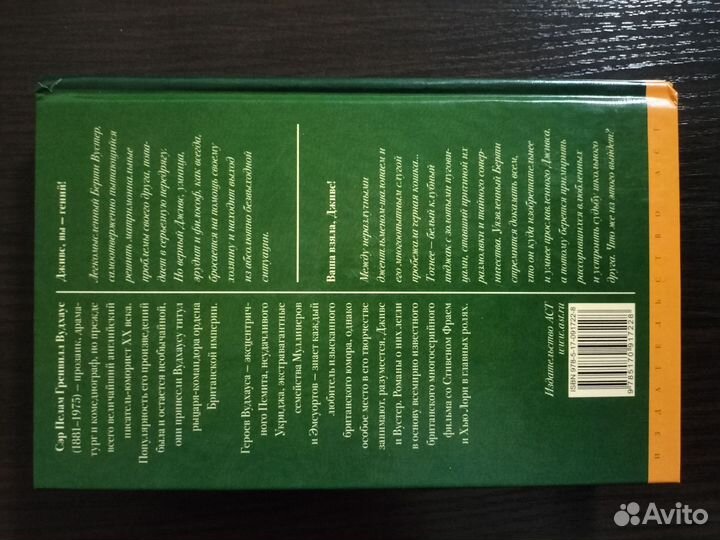 Сэр Пелам Гренвилл Вудхаус
(1881–1975) — прозаик, драма-
тург и комедиограф, но прежде
всего величайший английский
писатель-юморист XX века.
Популярность его произведений
была и остается необычайной.
они принесли Вудхаусу титул
рыцаря-командора ордена
Британской империи.
Героев Вудхауса — эксцентрич-
ного Псмита, неудачливого
Укриджа, экстравагантные
семейства Муллинеров
и Эмсуортов — знает каждый
любитель изысканного
британского юмора, однако
особое место в его творчестве
занимают, разумеется, Дживс
и Вустер. Романы о них легли
в основу всемирно известного
британского многосерийного
фильма со Стивеном Фраем
и Хью Лори в главных ролях.
Дживс, вы — гений!
Легкомысленный Берти Вустер,
самоотверженно пытающийся
решить матримониальные
проблемы своего друга, попа-
дает в серьезную передрягу.
Но верный Дживс, умница,
эрудит и философ, как всегда,
бросается на помощь своему
хозяину и находит выход
из абсолютно безвыходной
ситуации.
Ваша взяла, Дживс!
Между неразлучными
джентльменом-шалопаем и
его многоопытным слугой
пробежала черная кошка...
Точнее — белый клубный
пиджак с золотыми пугови-
цами, ставший причиной их
размолвки и тайного сопер-
ничества. Уязвленный Берти
стремится доказать всем,
что он куда изобретательнее
и умнее прославленного Дживса,
а потому берется примирить
рассорившихся влюбленных
и устроить судьбу школьного
друга. Что же из этого выйдет?
Издательство АСТ
www.ast.ru
ISBN 978-5-17-091722-8
9 785170 917228
ИЗДАТЕЛЬСТВО АСТ
Avito